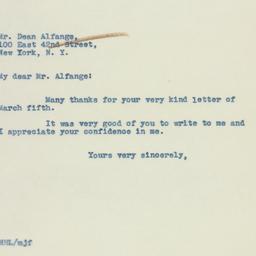 Mr. Dean Alfange,
100 East 42nd Street,
New York, N. Y.
My dear Mr. Alfange:
Many thanks for your very kind letter of
March fifth.
It was very good of you to write to me and
I appreciate your confidence in me.
Yours very sincerely,
HHL/mjf